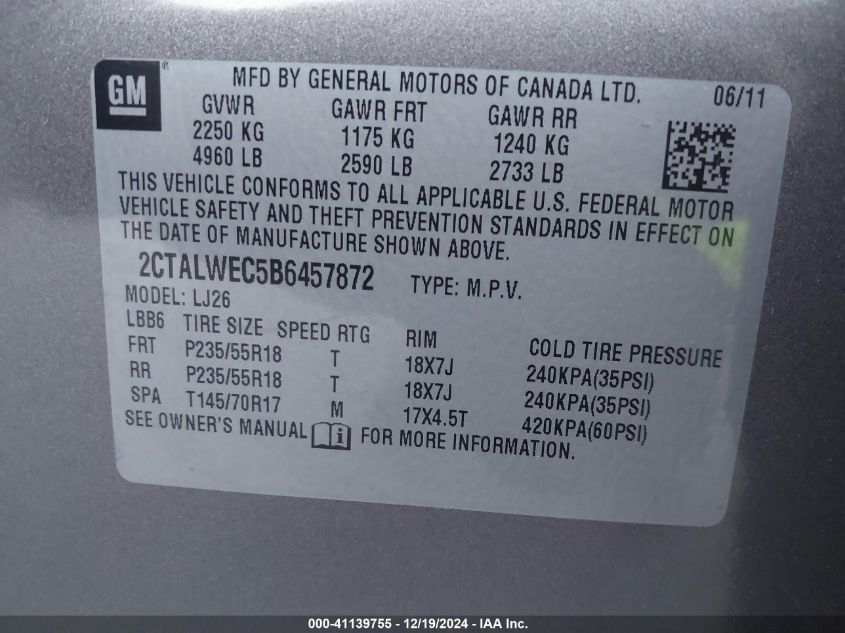 GM ® MFD BY GENERAL MOTORS OF CANADA LTD. 06/11
GVWR GAWR FRT GAWR RR
2250 KG 1175 KG 1240 KG
4960 LB 2590 LB 2733 LB
THIS VEHICLE CONFORMS TO ALL APPLICABLE U.S. FEDERAL MOTOR
VEHICLE SAFETY AND THEFT PREVENTION STANDARDS IN EFFECT ON
THE DATE OF MANUFACTURE SHOWN ABOVE.
2CTALWEC5B6457872 TYPE: M.P.V.
MODEL: LJ26
LBB6 TIRE SIZE SPEED RTG RIM COLD TIRE PRESSURE
FRT P235/55R18 T 18X7J 240KPA(35PSI)
RR P235/55R18 T 18X7J 240KPA(35PSI)
SPA T145/70R17 M 17X4.5T 420KPA(60PSI)
SEE OWNER'S MANUAL FOR MORE INFORMATION.
000-41139755 - 12/19/2024 - IAA Inc.